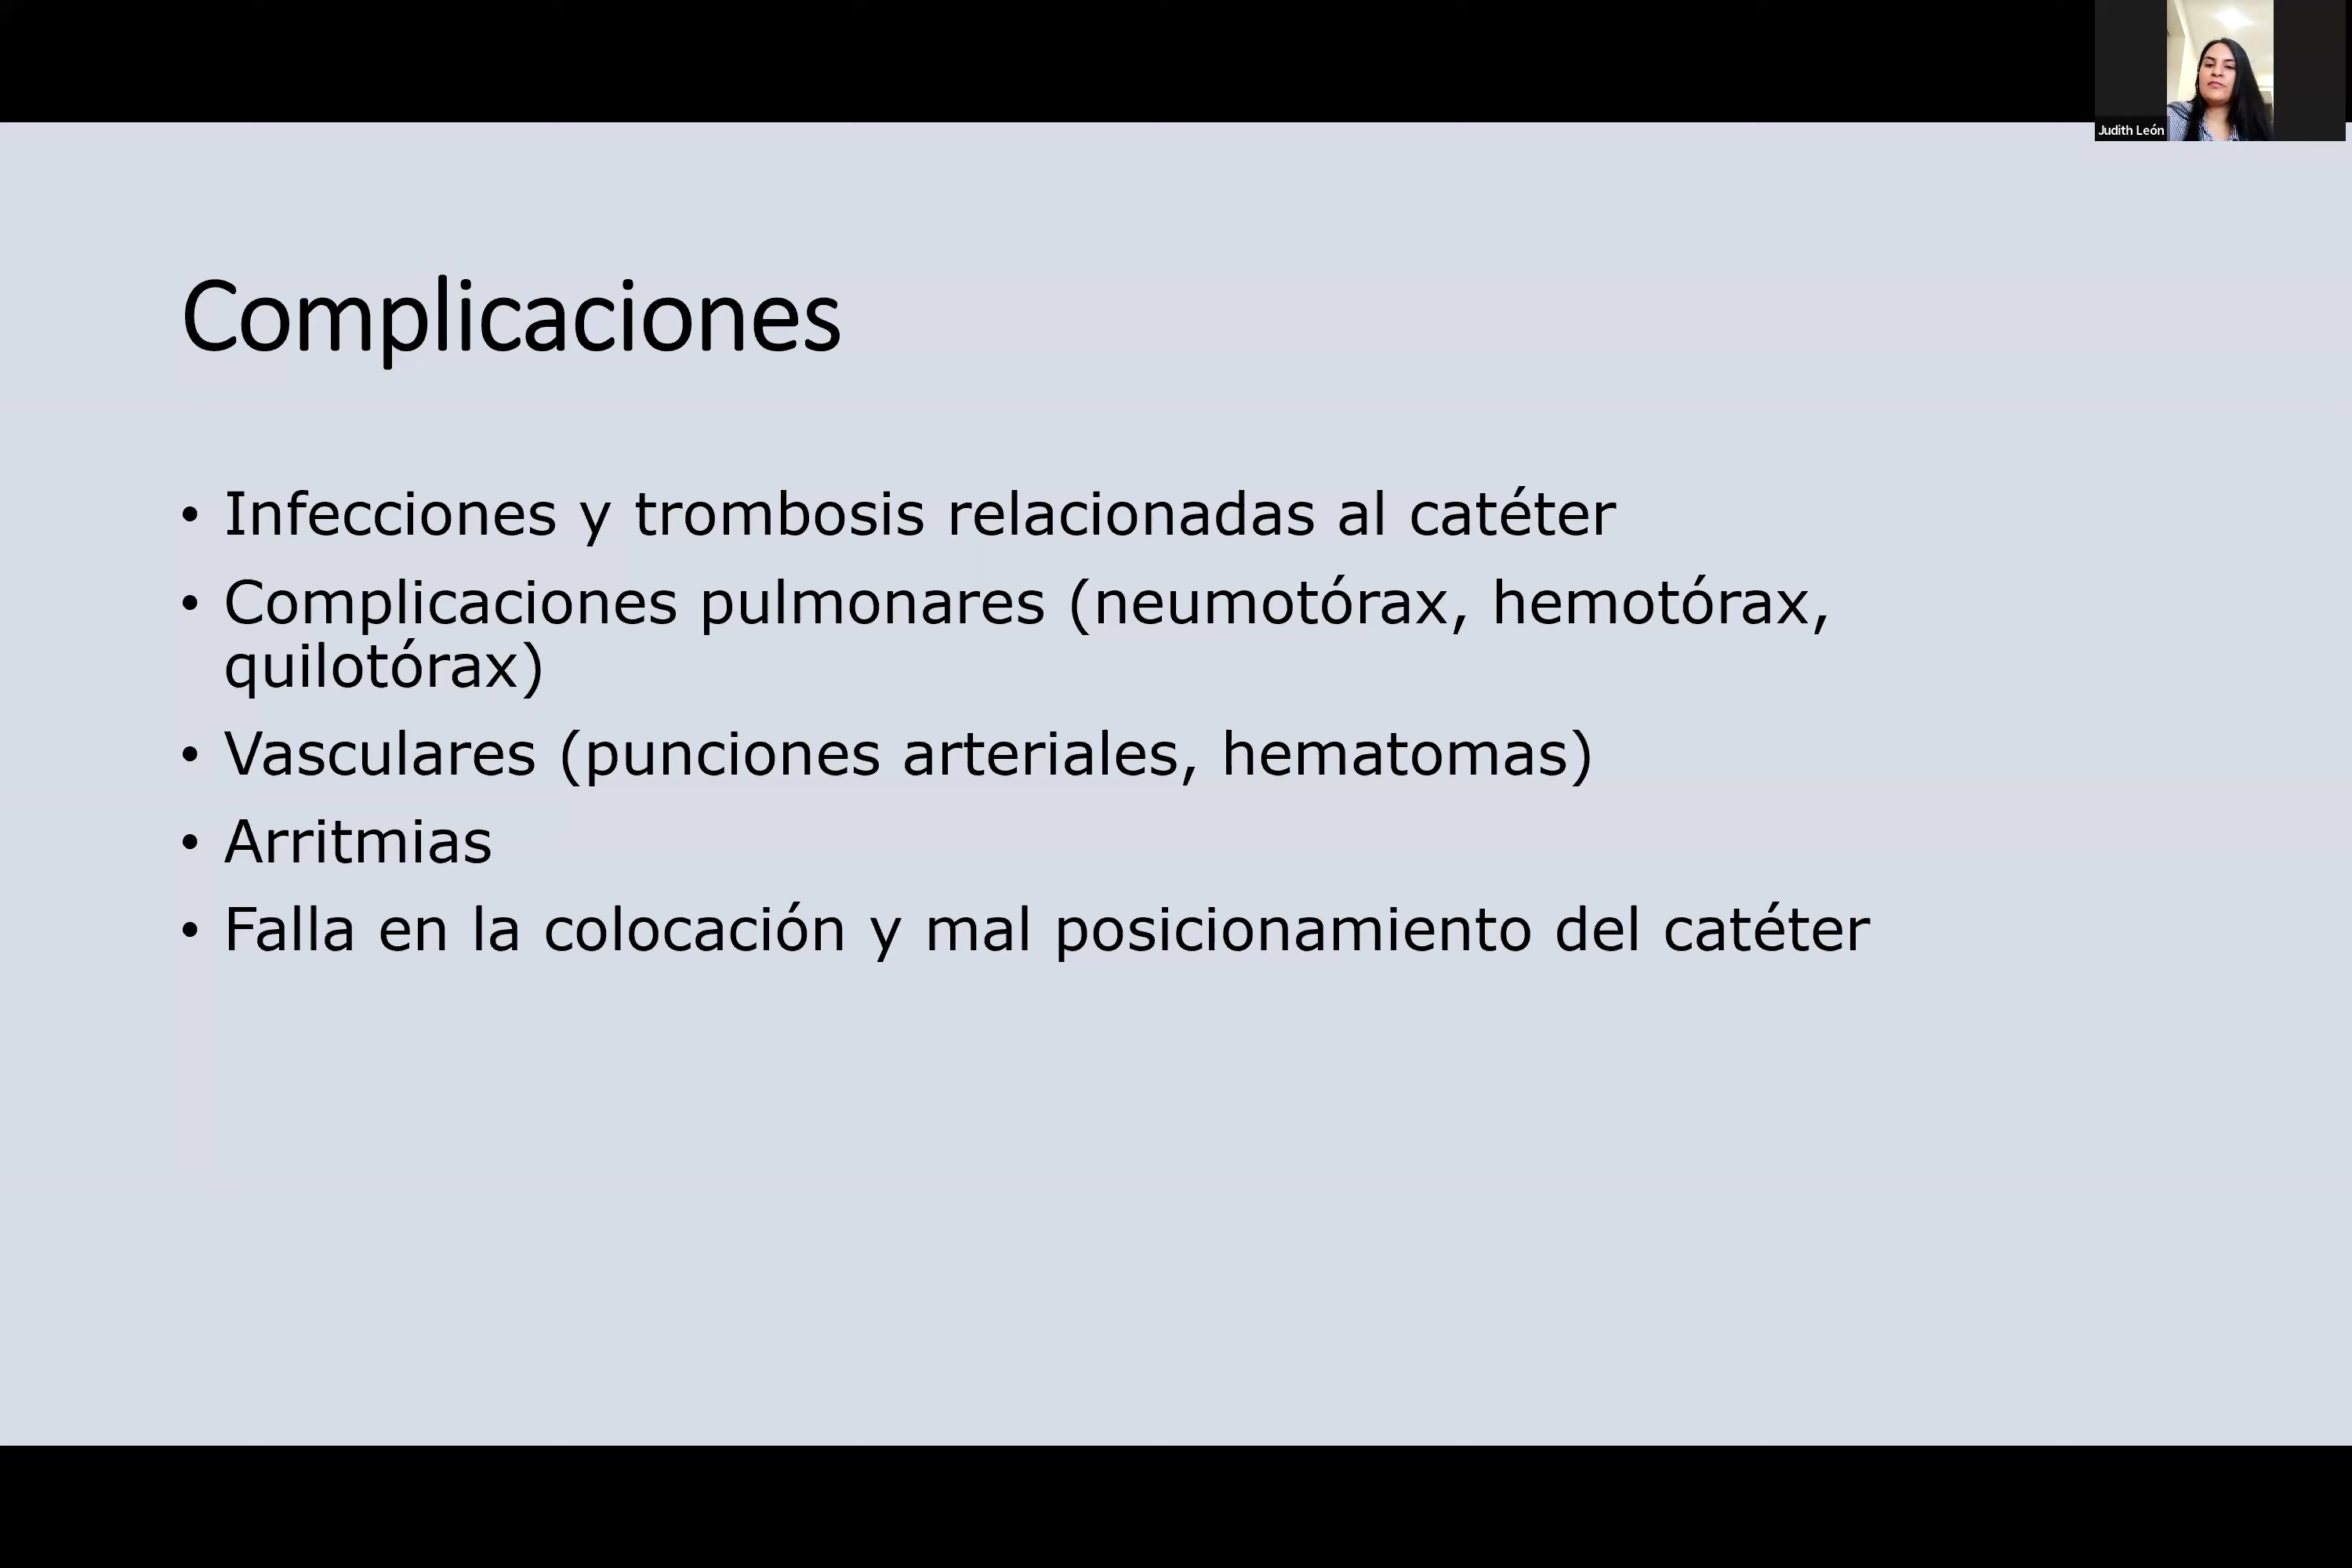 Judith León
Complicaciones
• Infecciones y trombosis relacionadas al catéter
• Complicaciones pulmonares (neumotórax, hemotórax,
quilotórax)
• Vasculares (punciones arteriales, hematomas)
• Arritmias
• Falla en la colocación y mal posicionamiento del catéter